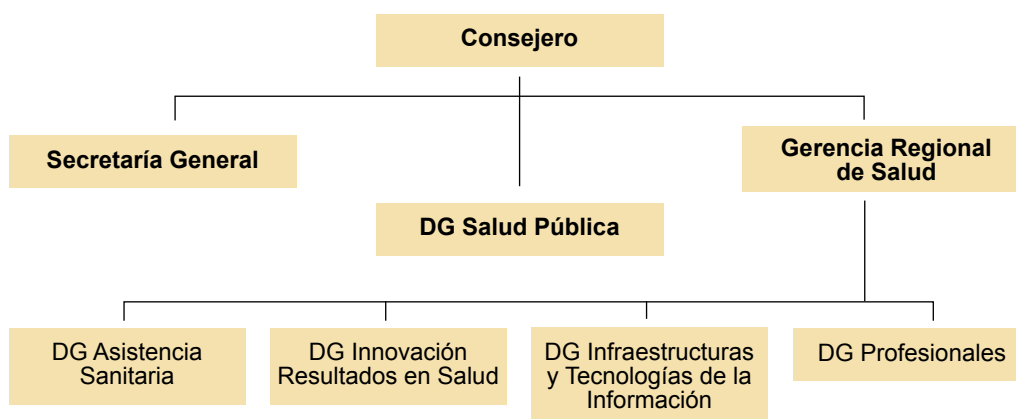 Consejero
Secretaría General
Gerencia Regional
de Salud
DG Salud Pública
DG Asistencia
Sanitaria
DG Innovación
Resultados en Salud
DG Infraestructuras
y Tecnologías de la
Información
DG Profesionales